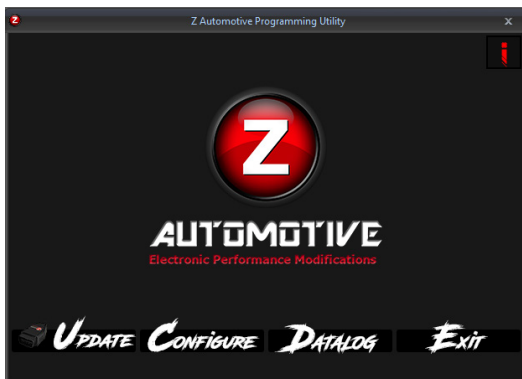 Z Automotive Programming Utility x
i
Z
AUTOMOTIVE
Electronic Performance Modifications
UPDATE CONFIGURE DATALOG EXIT